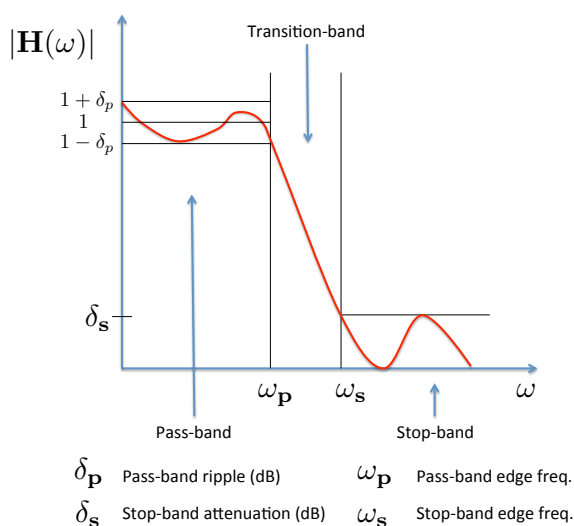 Transition-band
|H(ω)|
1 + δp
1
1 − δp
δs
ωp
ωs
ω
Pass-band
Stop-band
δp Pass-band ripple (dB)
ωp Pass-band edge freq.
δs Stop-band attenuation (dB)
ωs Stop-band edge freq.